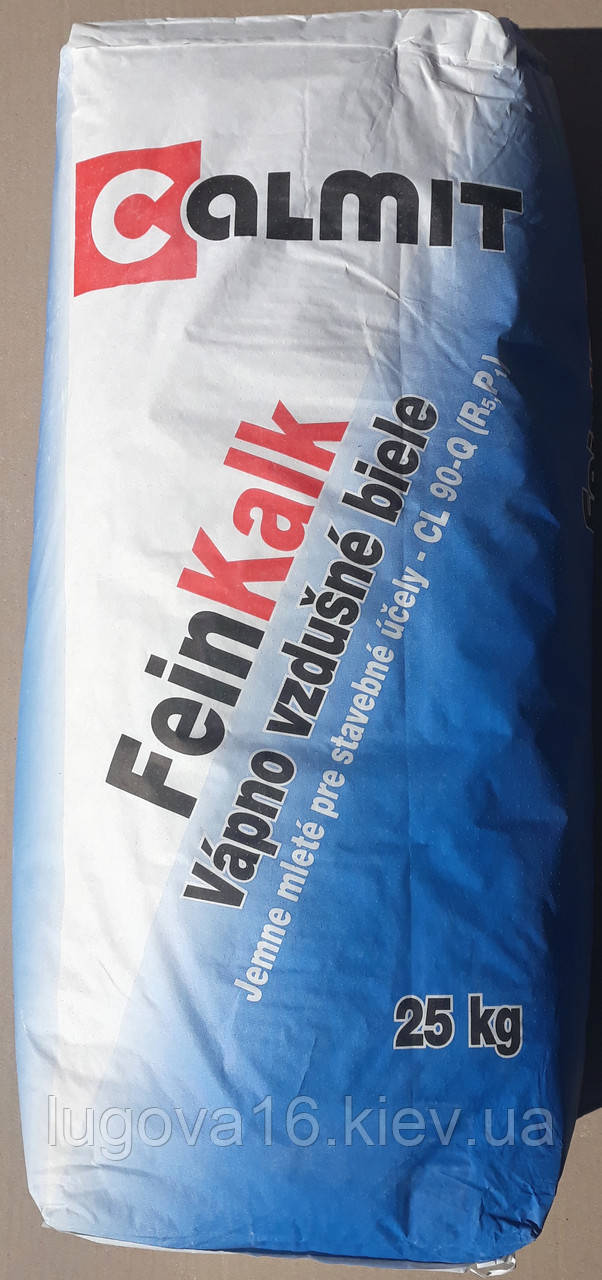 CALMIT
FeinKalk
Vápno vzdušné biele
Jemne mleté pre stavebné účely - CL 90-Q (R₅,P₁)
25 kg
lugova16.kiev.ua